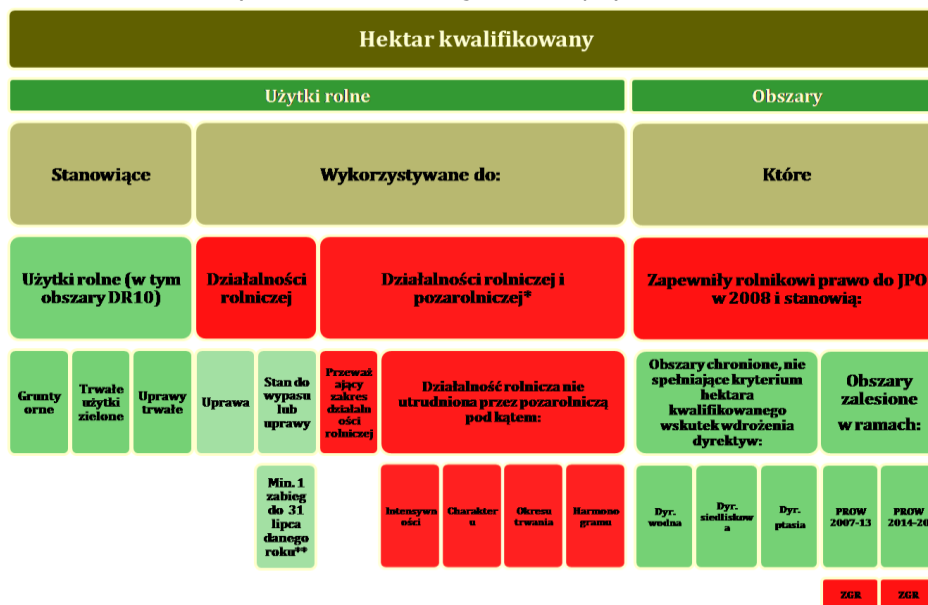 Hektar kwalifikowany
Użytki rolne
Obszary
Stanowiące
Wykorzystywane do:
Które
Użytki rolne (w tym
obszary DR10)
Działalności
rolniczej
Działalności rolniczej i
pozarolniczej*
Zapewniły rolnikowi prawo do JPO
w 2008 i stanowią:
Grunty
orne
Trwałe
użytki
zielone
Uprawy
trwałe
Uprawa
Stan do
wypasu
lub
uprawy
Przeważ
ający
zakres
działaln
ości
rolniczej
Działalność rolnicza nie
utrudniona przez pozarolniczą
pod kątem:
Obszary chronione, nie
spełniające kryterium
hektara
kwalifikowanego
wskutek wdrożenia
dyrektyw:
Obszary
zalesione
w ramach:
Min. 1
zabieg
do 31
lipca
danego
roku**
Intensywn
ości
Charakter
u
Okresu
trwania
Harmono
gramu
Dyr.
wodna
Dyr.
siedliskow
a
Dyr.
ptasia
PROW
2007-13
PROW
2014-20
ZGR
ZGR